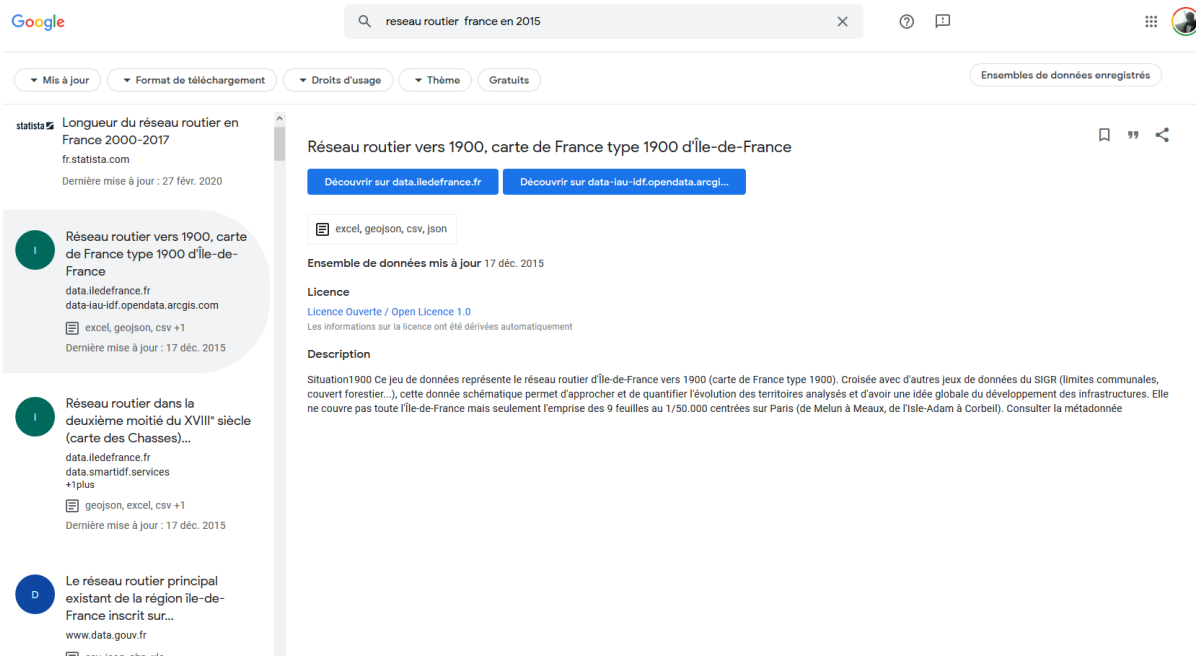 Google
reseau routier france en 2015
Mis à jour
Format de téléchargement
Droits d'usage
Thème
Gratuits
Ensembles de données enregistrés
statista
Longueur du réseau routier en
France 2000-2017
fr.statista.com
Dernière mise à jour : 27 févr. 2020
I
Réseau routier vers 1900, carte
de France type 1900 d'Île-de-
France
data.iledefrance.fr
data-iau-idf.opendata.arcgis.com
excel, geojson, csv +1
Dernière mise à jour : 17 déc. 2015
I
Réseau routier dans la
deuxième moitié du XVIII° siècle
(carte des Chasses)...
data.iledefrance.fr
data.smartidf.services
+1plus
geojson, excel, csv +1
Dernière mise à jour : 17 déc. 2015
D
Le réseau routier principal
existant de la région île-de-
France inscrit sur...
www.data.gouv.fr
Réseau routier vers 1900, carte de France type 1900 d'Île-de-France
Découvrir sur data.iledefrance.fr
Découvrir sur data-iau-idf.opendata.arcgi...
excel, geojson, csv, json
Ensemble de données mis à jour 17 déc. 2015
Licence
Licence Ouverte / Open Licence 1.0
Les informations sur la licence ont été dérivées automatiquement
Description
Situation1900 Ce jeu de données représente le réseau routier d'Île-de-France vers 1900 (carte de France type 1900). Croisée avec d'autres jeux de données du SIGR (limites communales,
couvert forestier...), cette donnée schématique permet d'approcher et de quantifier l'évolution des territoires analysés et d'avoir une idée globale du développement des infrastructures. Elle
ne couvre pas toute l'Île-de-France mais seulement l'emprise des 9 feuilles au 1/50.000 centrées sur Paris (de Melun à Meaux, de l'Isle-Adam à Corbeil). Consulter la métadonnée